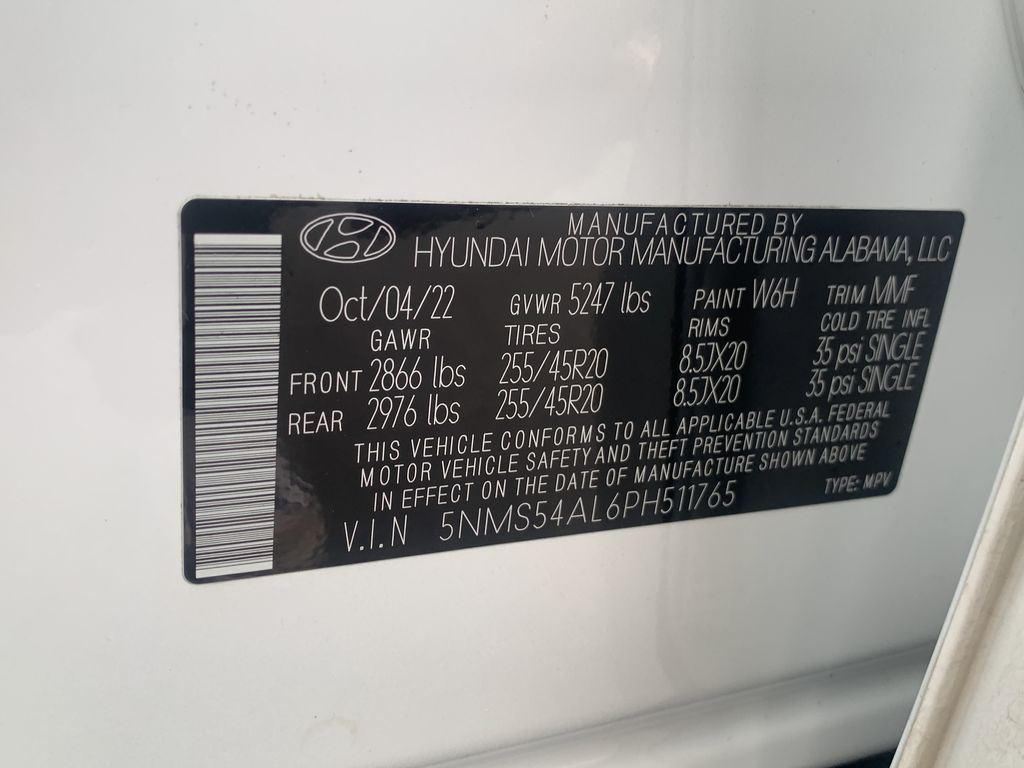 MANUFACTURED BY
HYUNDAI MOTOR MANUFACTURING ALABAMA, LLC
Oct/04/22 GVWR 5247 lbs PAINT W6H TRIM MMF
GAWR TIRES RIMS COLD TIRE INFL
FRONT 2866 lbs 255/45R20 8.5JX20 35 psi SINGLE
REAR 2976 lbs 255/45R20 8.5JX20 35 psi SINGLE
THIS VEHICLE CONFORMS TO ALL APPLICABLE U.S.A. FEDERAL
MOTOR VEHICLE SAFETY AND THEFT PREVENTION STANDARDS
IN EFFECT ON THE DATE OF MANUFACTURE SHOWN ABOVE
V.I.N 5NMS54AL6PH511765 TYPE: MPV